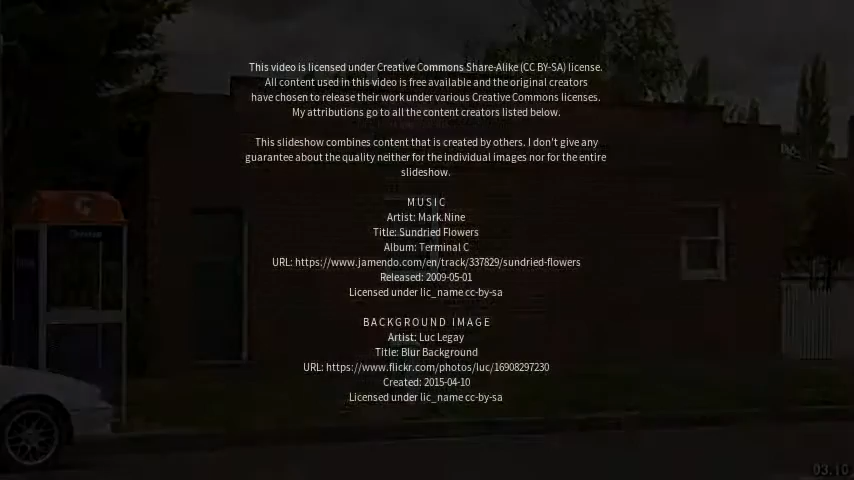 This video is licensed under Creative Commons Share-Alike (CC BY-SA) license.
All content used in this video is free available and the original creators
have chosen to release their work under various Creative Commons licenses.
My attributions go to all the content creators listed below.
This slideshow combines content that is created by others. I don't give any
guarantee about the quality neither for the individual images nor for the entire
slideshow.
MUSIC
Artist: Mark.Nine
Title: Sundried Flowers
Album: Terminal C
URL: https://www.jamendo.com/en/track/337829/sundried-flowers
Released: 2009-05-01
Licensed under lic_name cc-by-sa
BACKGROUND IMAGE
Artist: Luc Legay
Title: Blur Background
URL: https://www.flickr.com/photos/luc/16908297230
Created: 2015-04-10
Licensed under lic_name cc-by-sa
03.10